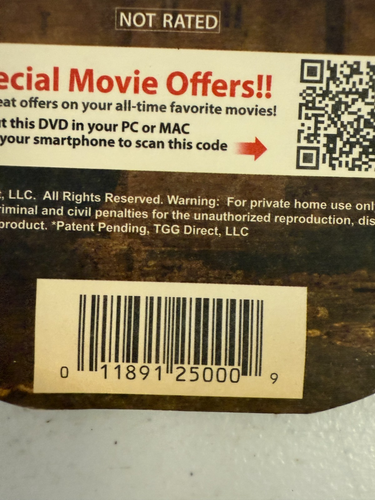 NOT RATED
ecial Movie Offers!!
eat offers on your all-time favorite movies!
t this DVD in your PC or MAC
your smartphone to scan this code
, LLC. All Rights Reserved. Warning: For private home use onl
riminal and civil penalties for the unauthorized reproduction, dis
product. *Patent Pending, TGG Direct, LLC
0 11891 25000 9